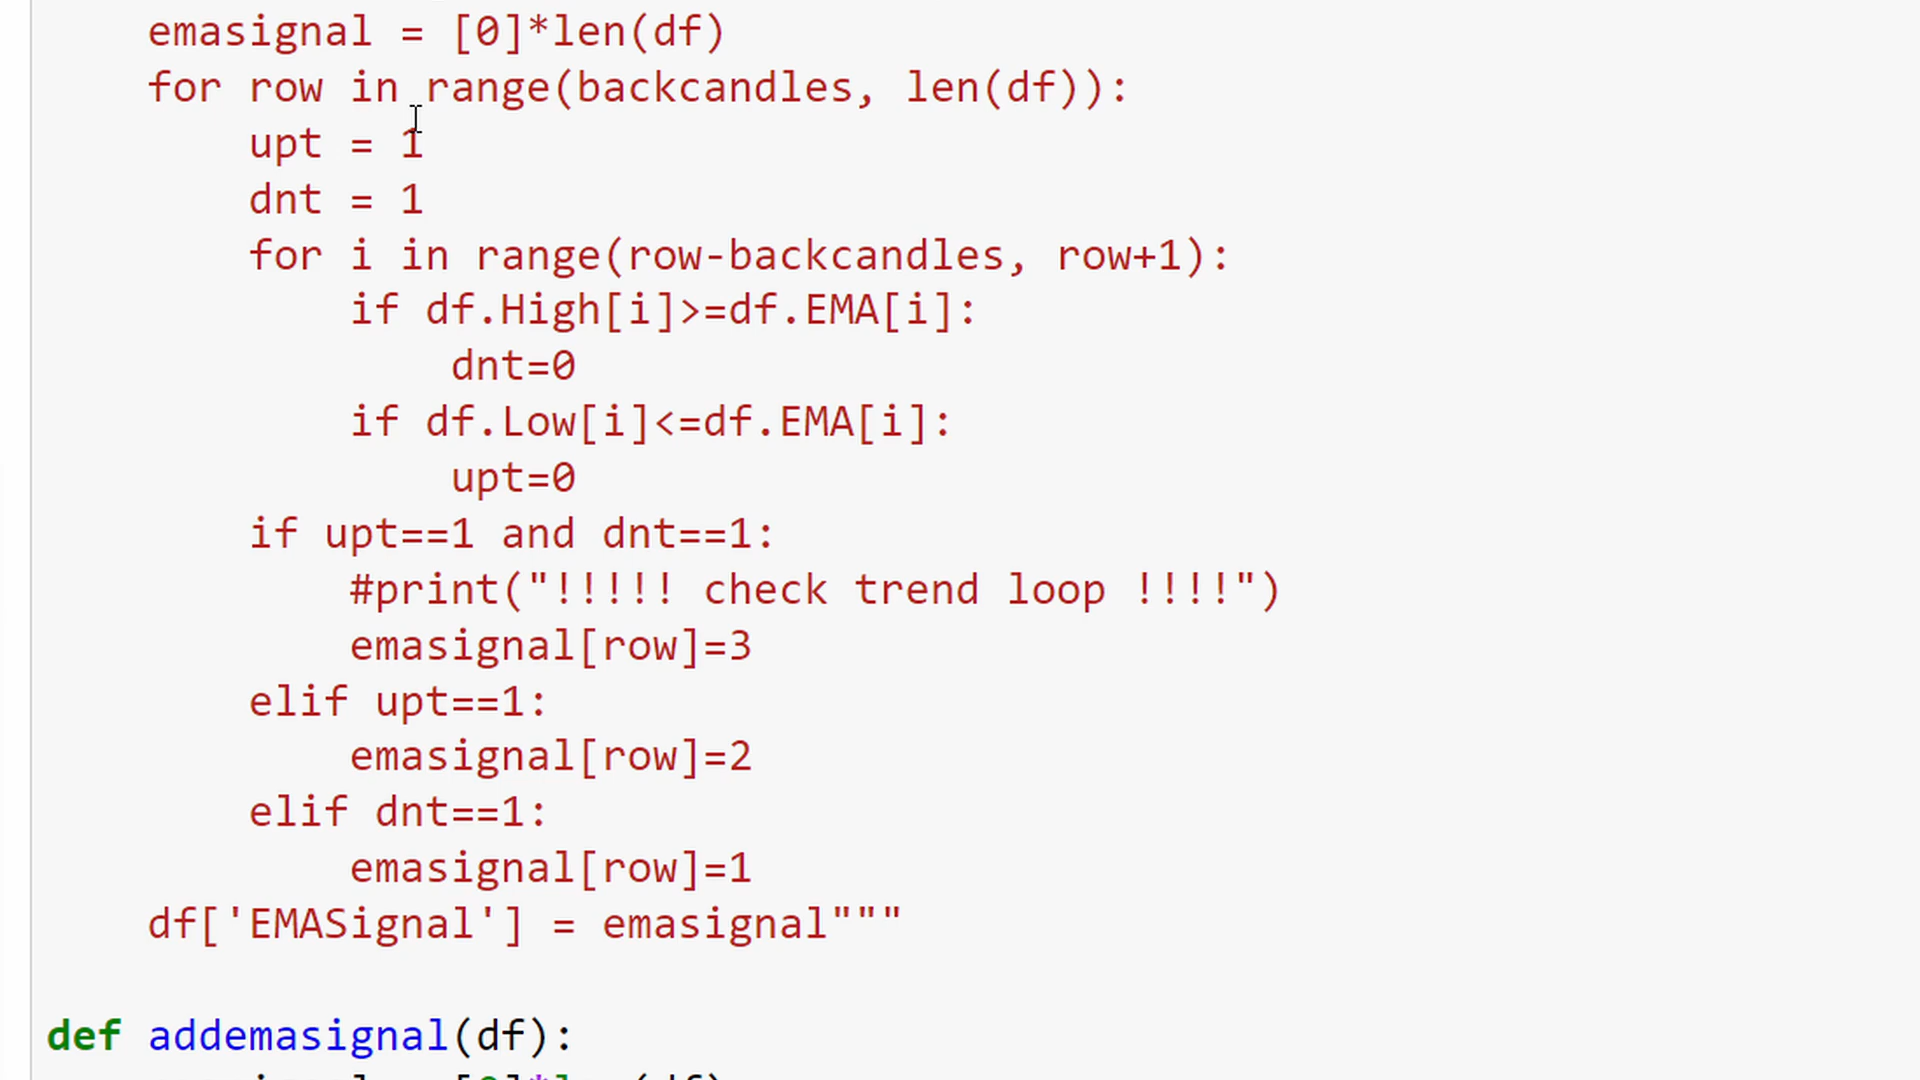 emasignal = [0]*len(df)
for row in range(backcandles, len(df)):
upt = 1
dnt = 1
for i in range(row-backcandles, row+1):
if df.High[i]>=df.EMA[i]:
dnt=0
if df.Low[i]<=df.EMA[i]:
upt=0
if upt==1 and dnt==1:
#print("!!!!! check trend loop !!!!")
emasignal[row]=3
elif upt==1:
emasignal[row]=2
elif dnt==1:
emasignal[row]=1
df['EMASignal'] = emasignal"""
def addemasignal(df):